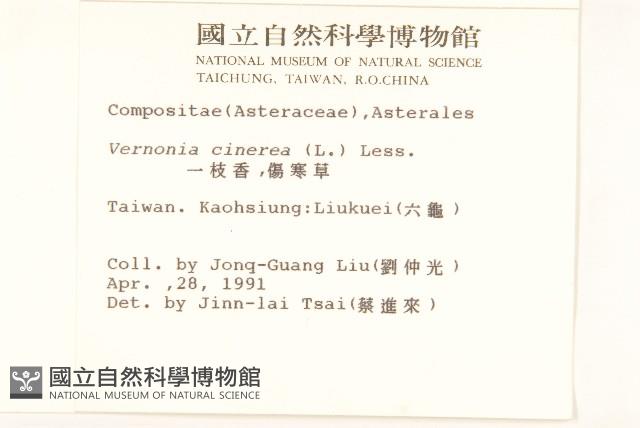 國立自然科學博物館
NATIONAL MUSEUM OF NATURAL SCIENCE
TAICHUNG, TAIWAN, R.O.CHINA
Compositae(Asteraceae),Asterales
Vernonia cinerea (L.) Less.
一枝香,傷寒草
Taiwan. Kaohsiung:Liukuei(六龜)
Coll. by Jong-Guang Liu(劉仲光)
Apr. ,28, 1991
Det. by Jinn-lai Tsai(蔡進來)
國立自然科學博物館
NATIONAL MUSEUM OF NATURAL SCIENCE